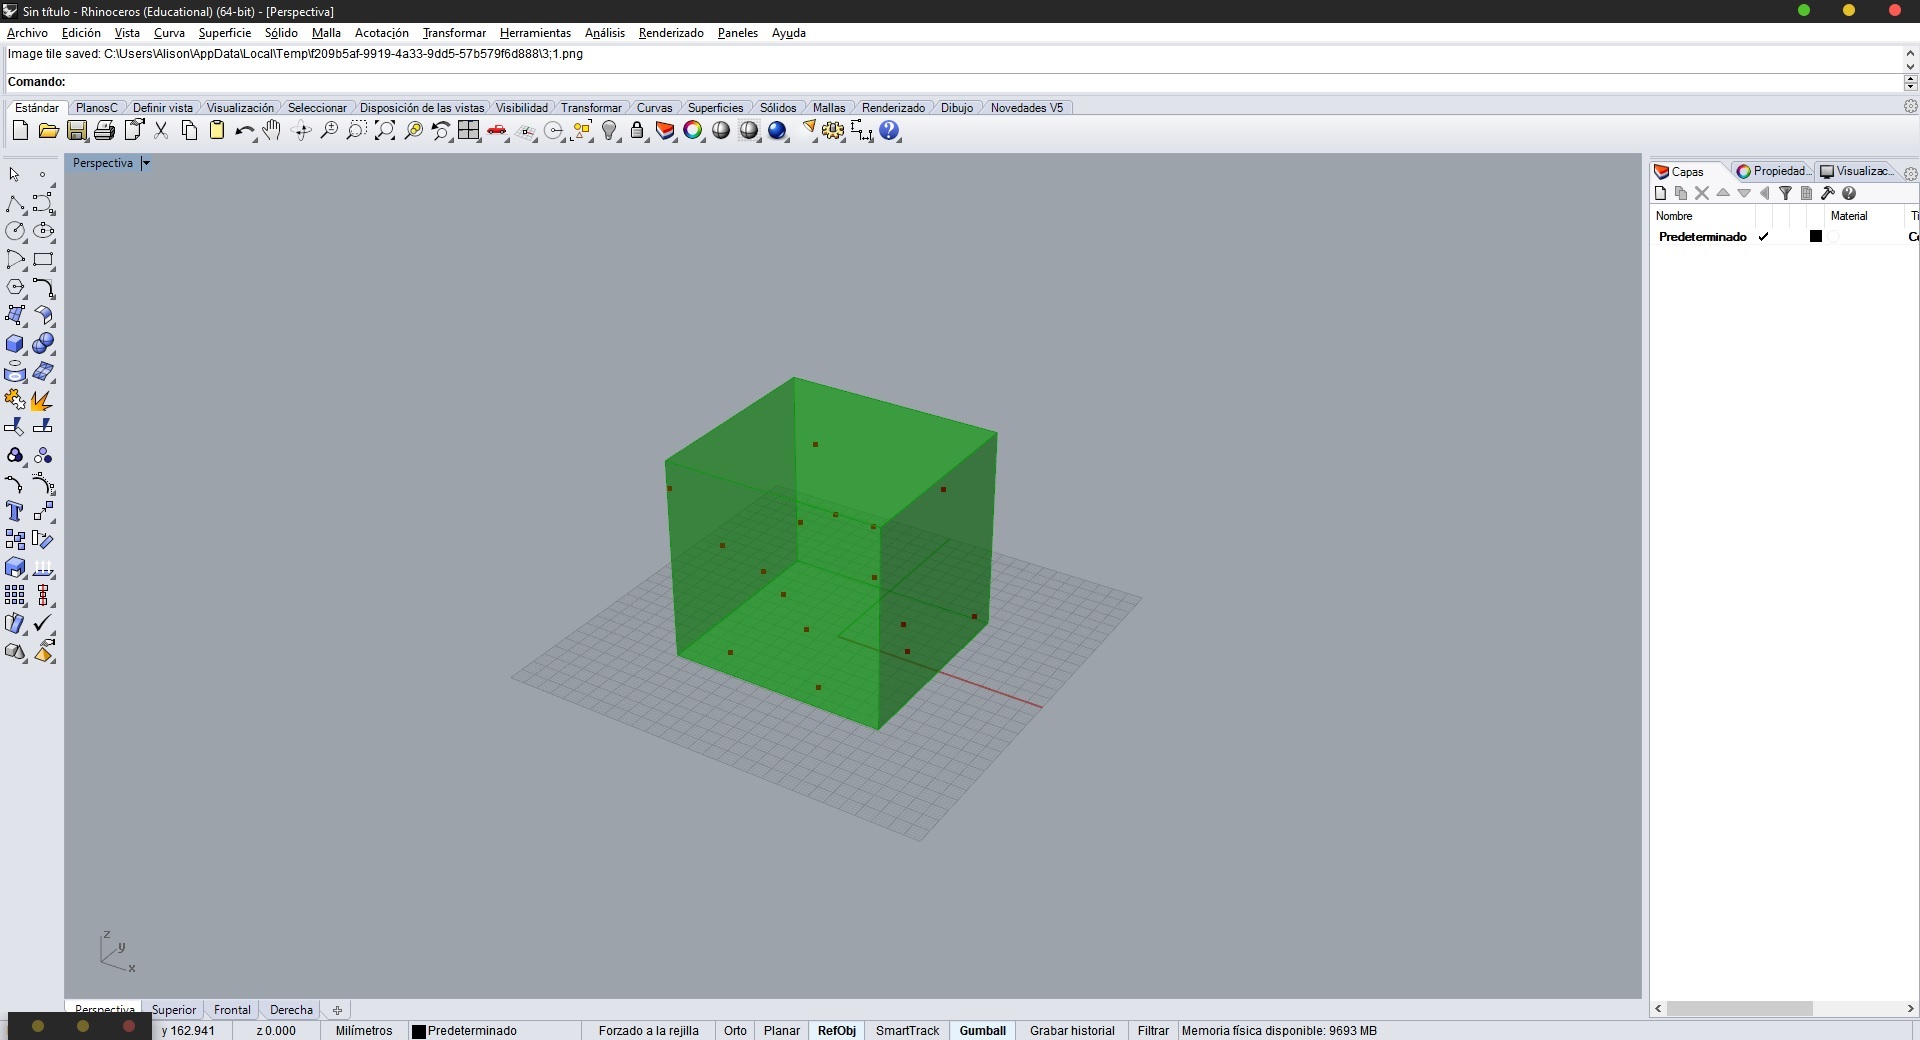 Sin título - Rhinoceros (Educational) (64-bit) - [Perspectiva]
Archivo Edición Vista Curva Superficie Sólido Malla Acotación Transformar Herramientas Análisis Renderizado Paneles Ayuda
Image tile saved: C:\Users\Alison\AppData\Local\Temp\f209b5af-9919-4a33-9dd5-57b579f6d888\3;1.png
Comando:
Estándar PlanosC Definir vista Visualización Seleccionar Disposición de las vistas Visibilidad Transformar Curvas Superficies Sólidos Mallas Renderizado Dibujo Novedades V5
Perspectiva
Capas Propiedad... Visualizac...
Nombre Material Ti
Predeterminado Co
z
y
x
Perspectiva Superior Frontal Derecha
y 162.941 z 0.000 Milímetros Predeterminado Forzado a la rejilla Orto Planar RefObj SmartTrack Gumball Grabar historial Filtrar Memoria física disponible: 9693 MB